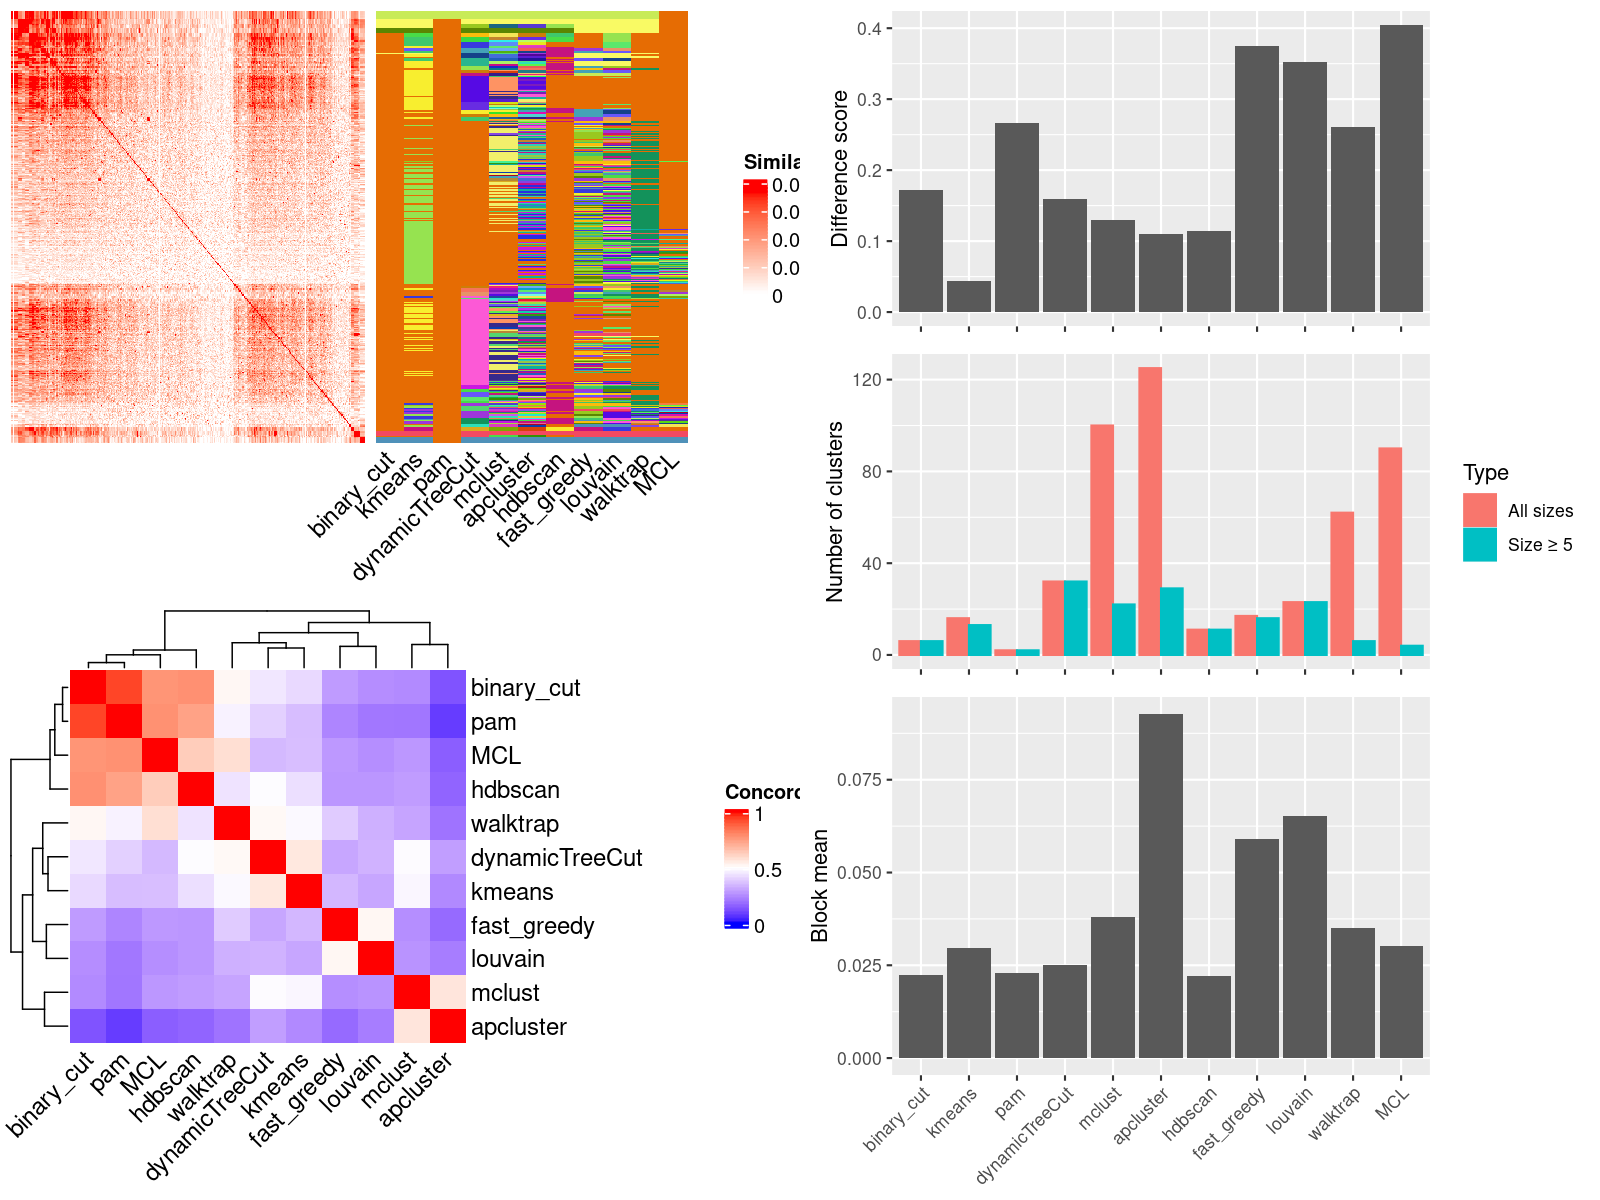 Simila
0.0
0.0
0.0
0.0
0
binary_cut
kmeans
pam
dynamicTreeCut
mclust
apcluster
hdbscan
fast_greedy
louvain
walktrap
MCL
binary_cut
pam
MCL
hdbscan
walktrap
dynamicTreeCut
kmeans
fast_greedy
louvain
mclust
apcluster
binary_cut
pam
MCL
hdbscan
walktrap
dynamicTreeCut
kmeans
fast_greedy
louvain
mclust
apcluster
Concord
1
0.5
0
Difference score
0.4
0.3
0.2
0.1
0.0
Number of clusters
120
80
40
0
Type
All sizes
Size ≥ 5
Block mean
0.075
0.050
0.025
0.000
binary_cut
kmeans
pam
dynamicTreeCut
mclust
apcluster
hdbscan
fast_greedy
louvain
walktrap
MCL